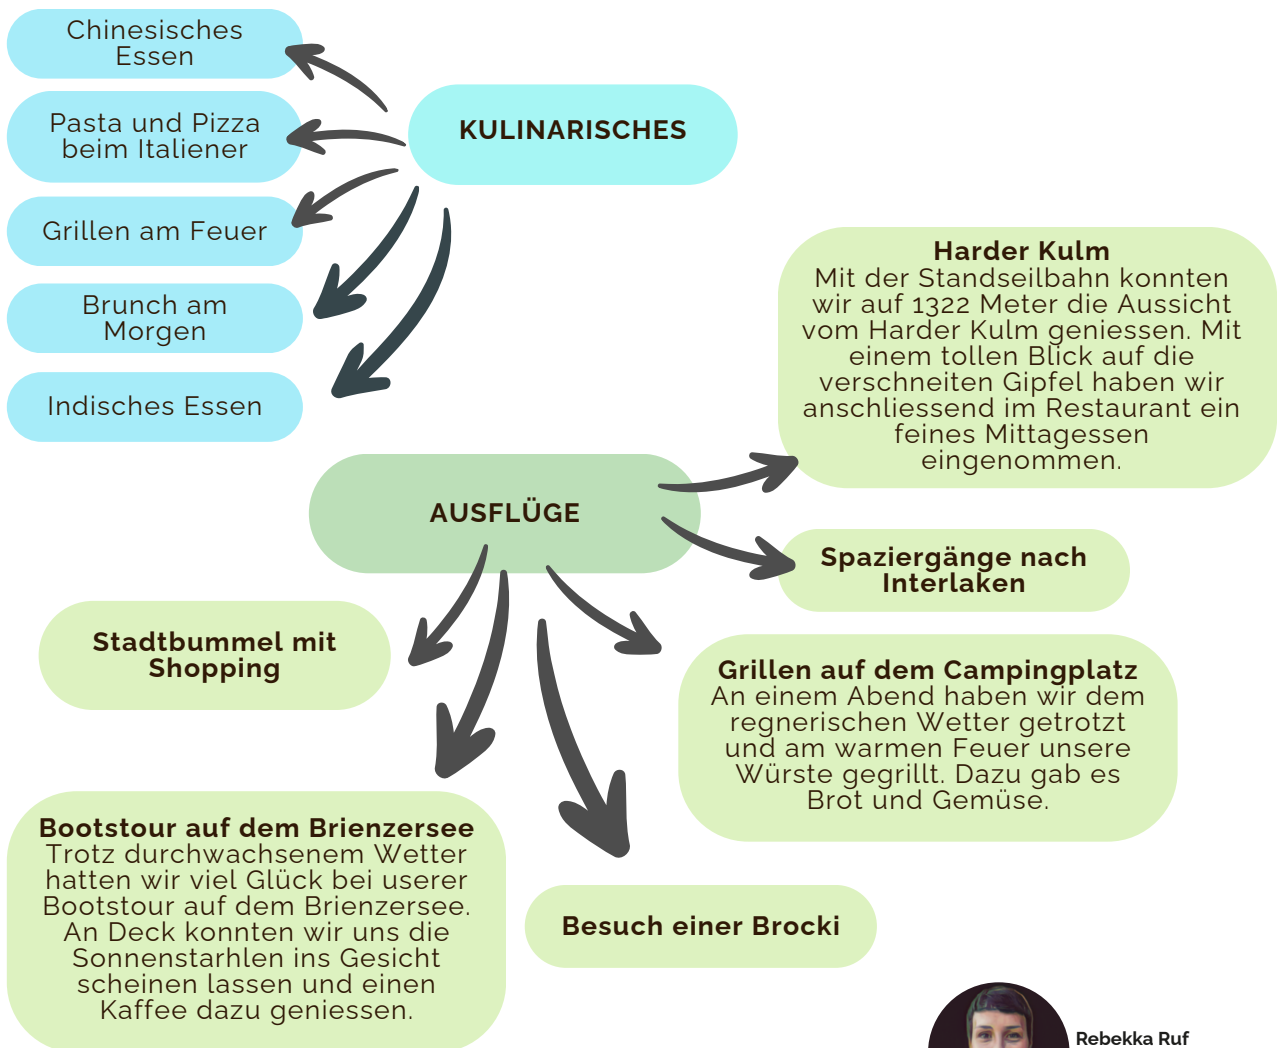 Chinesisches
Essen
Pasta und Pizza
beim Italiener
Grillen am Feuer
Brunch am
Morgen
Indisches Essen
KULINARISCHES
Harder Kulm
Mit der Standseilbahn konnten
wir auf 1322 Meter die Aussicht
vom Harder Kulm geniessen. Mit
einem tollen Blick auf die
verschneiten Gipfel haben wir
anschliessend im Restaurant ein
feines Mittagessen
eingenommen.
AUSFLÜGE
Spaziergänge nach
Interlaken
Stadtbummel mit
Shopping
Grillen auf dem Campingplatz
An einem Abend haben wir dem
regnerischen Wetter getrotzt
und am warmen Feuer unsere
Würste gegrillt. Dazu gab es
Brot und Gemüse.
Bootstour auf dem Brienzersee
Trotz durchwachsenem Wetter
hatten wir viel Glück bei userer
Bootstour auf dem Brienzersee.
An Deck konnten wir uns die
Sonnenstarhlen ins Gesicht
scheinen lassen und einen
Kaffee dazu geniessen.
Besuch einer Brocki
Rebekka Ruf